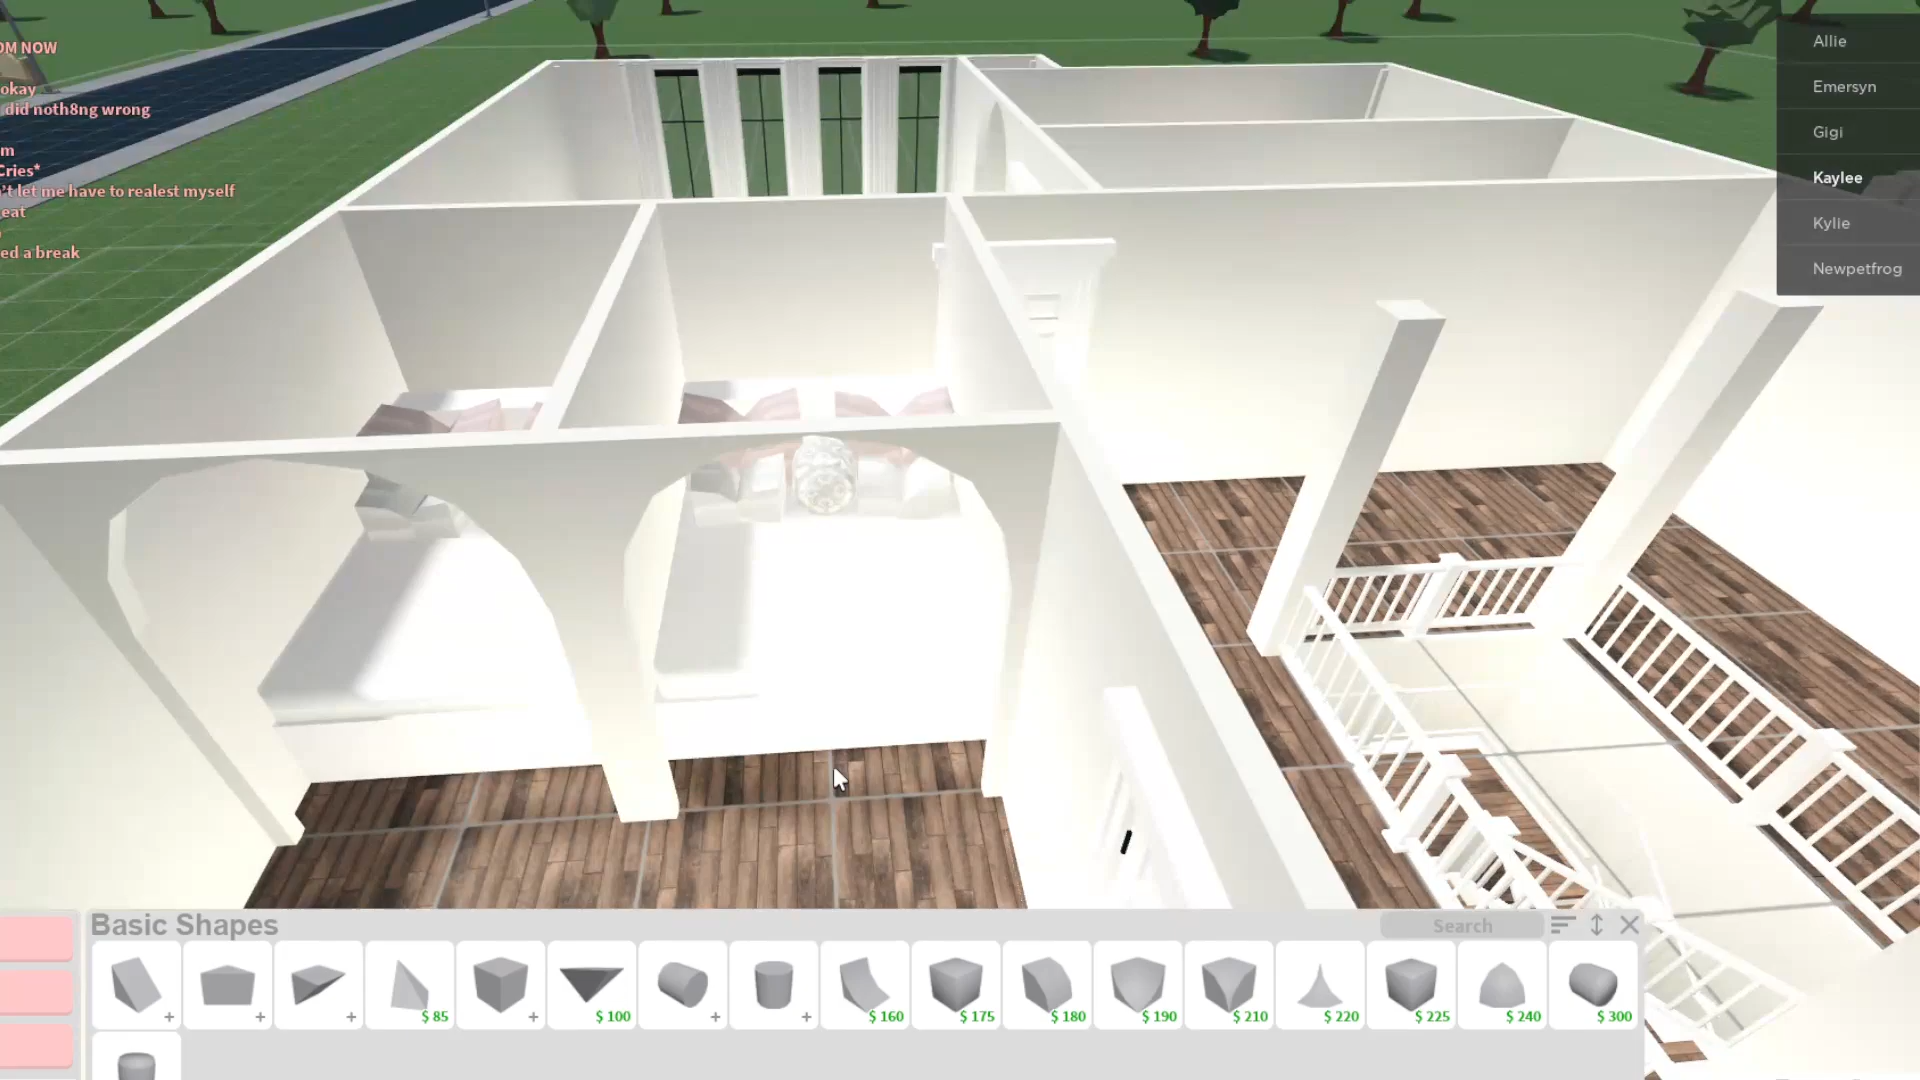 OM NOW
okay
did noth8ng wrong
m
Cries*
't let me have to realest myself
eat
ed a break
Allie
Emersyn
Gigi
Kaylee
Kylie
Newpetfrog
Basic Shapes
Search
+
+
+
$ 85
+
$ 100
+
+
$ 160
$ 175
$ 180
$ 190
$ 210
$ 220
$ 225
$ 240
$ 300